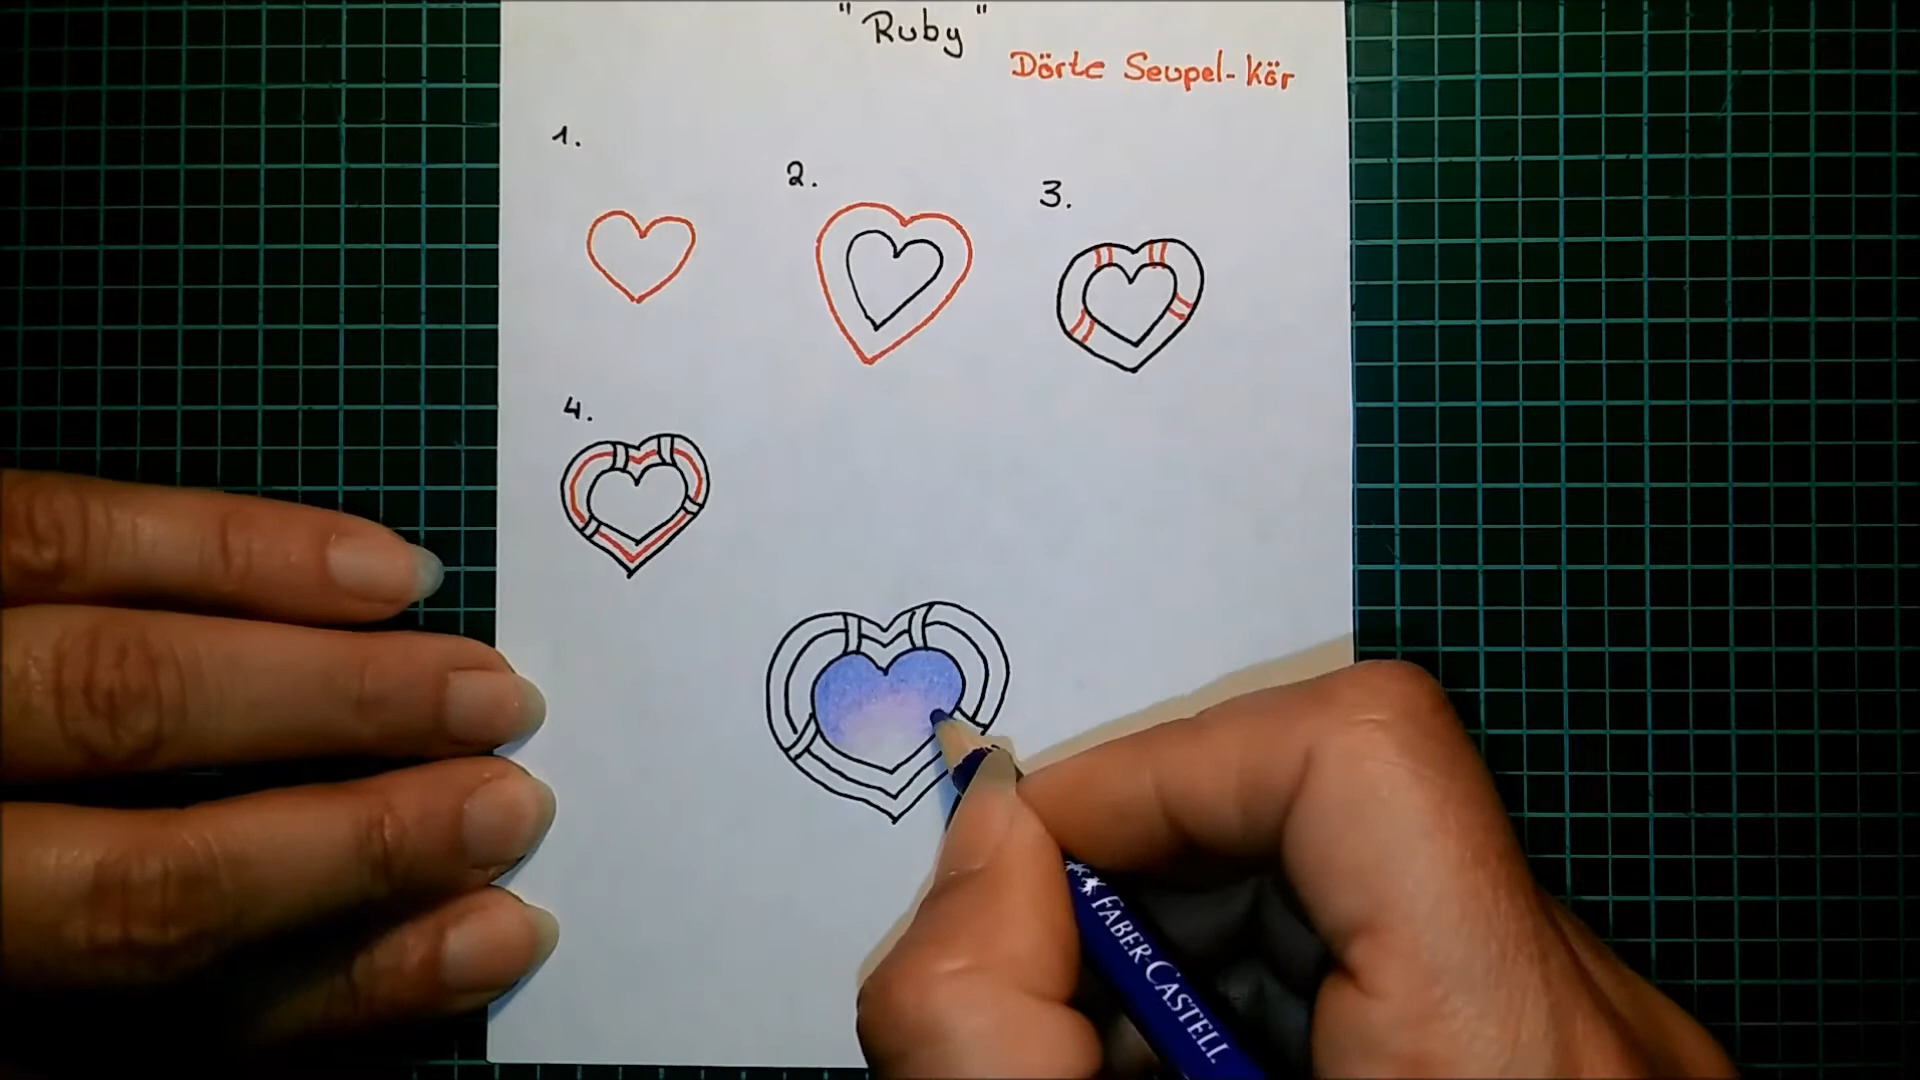 "Ruby"
Dörte Seupel-Kör
1.
2.
3.
4.
FABER-CASTELL